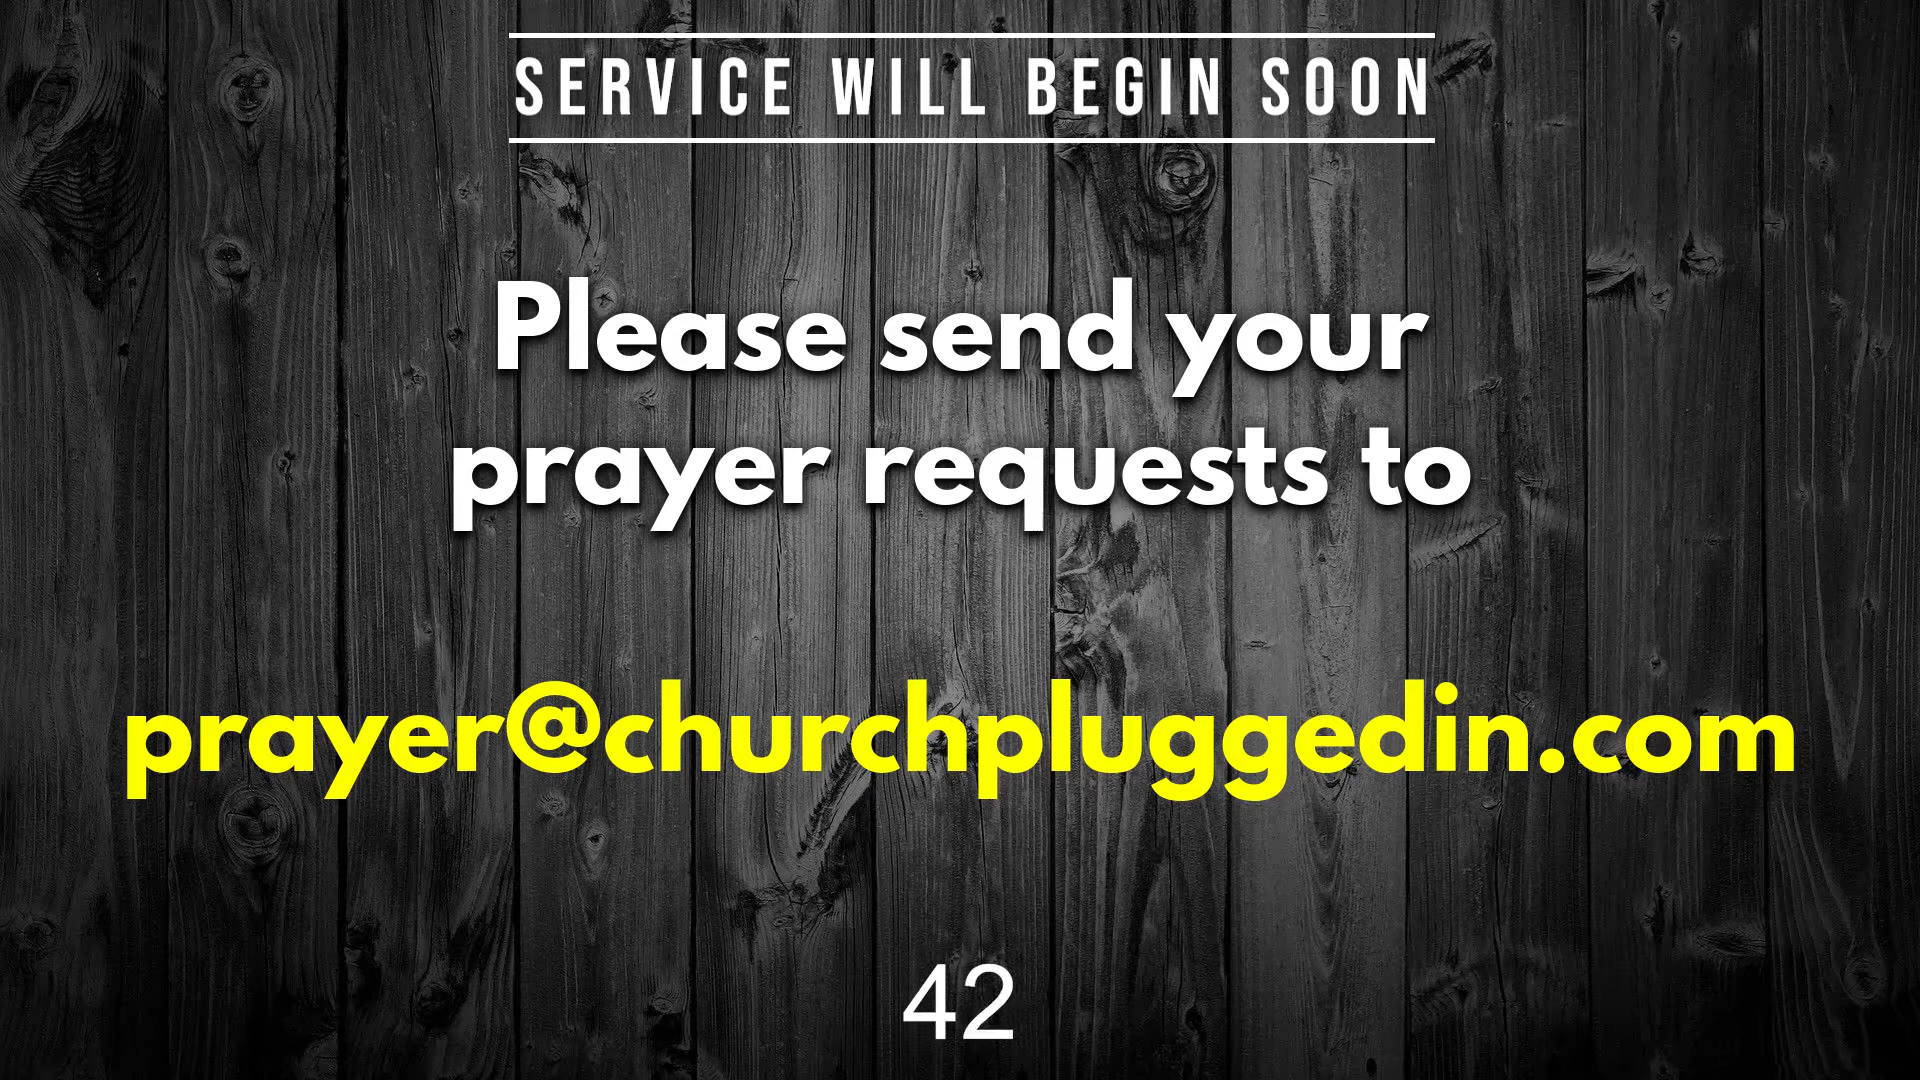 SERVICE WILL BEGIN SOON
Please send your
prayer requests to
prayer@churchpluggedin.com
42